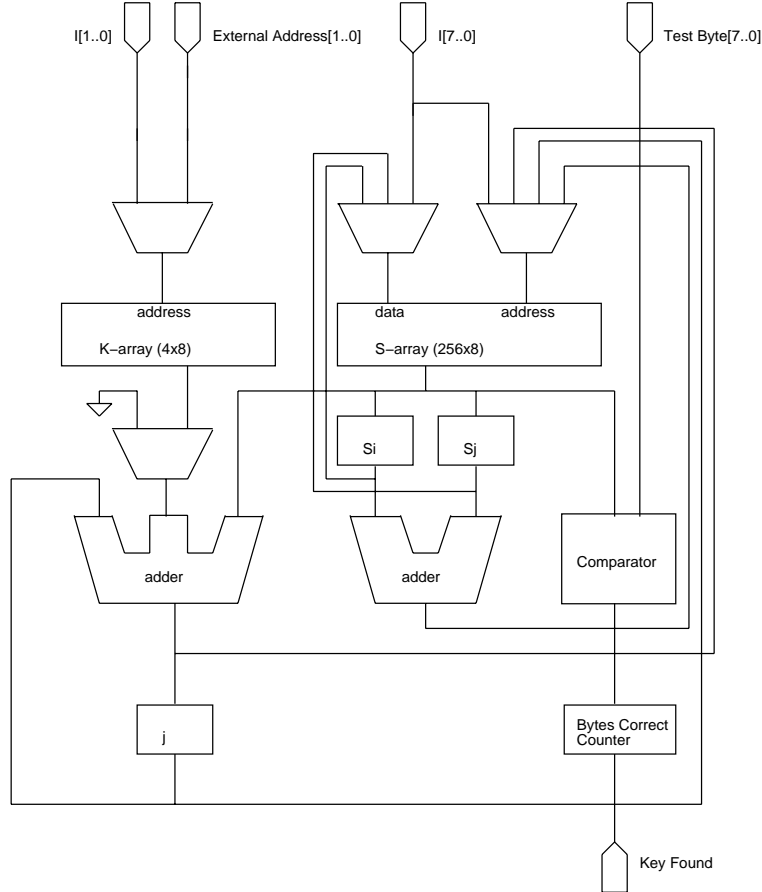 I[1..0]
External Address[1..0]
I[7..0]
Test Byte[7..0]
address
K−array (4x8)
data
address
S−array (256x8)
Si
Sj
adder
adder
Comparator
j
Bytes Correct
Counter
Key Found